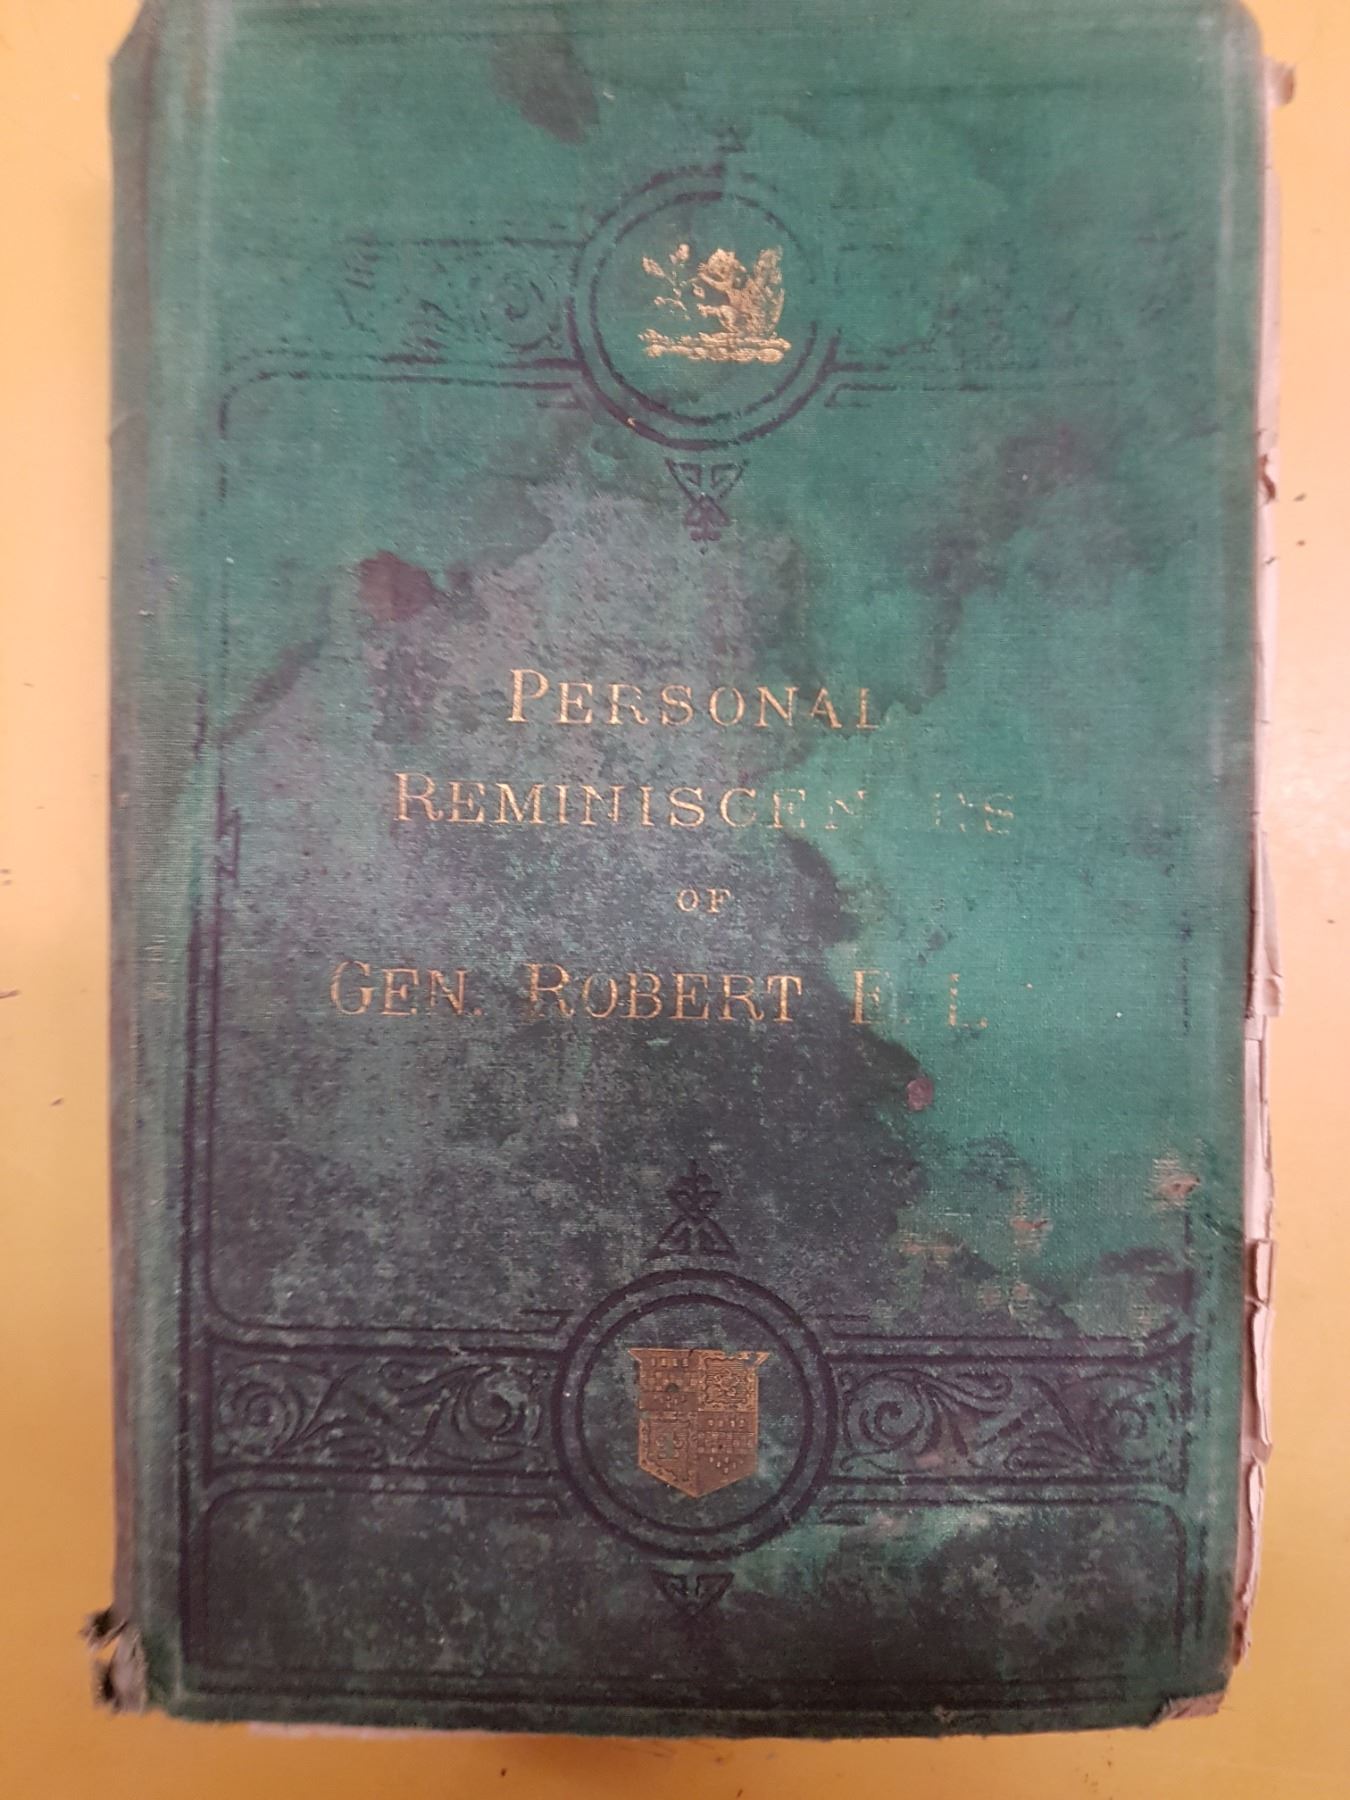 PERSONAL
REMINISCENCES
OF
GEN. ROBERT E. L